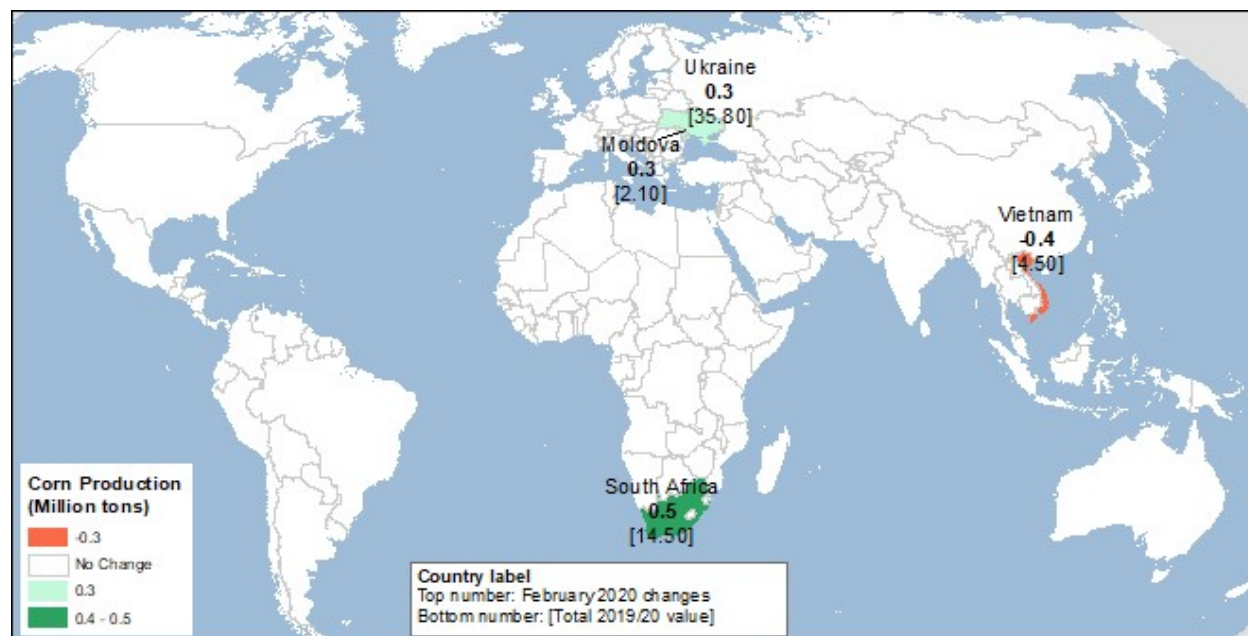 Ukraine
0.3
[35.80]
Moldova
0.3
[2.10]
Vietnam
-0.4
[4.50]
South Africa
0.5
[14.50]
Corn Production
(Million tons)
-0.3
No Change
0.3
0.4 - 0.5
Country label
Top number: February 2020 changes
Bottom number: [Total 2019/20 value]